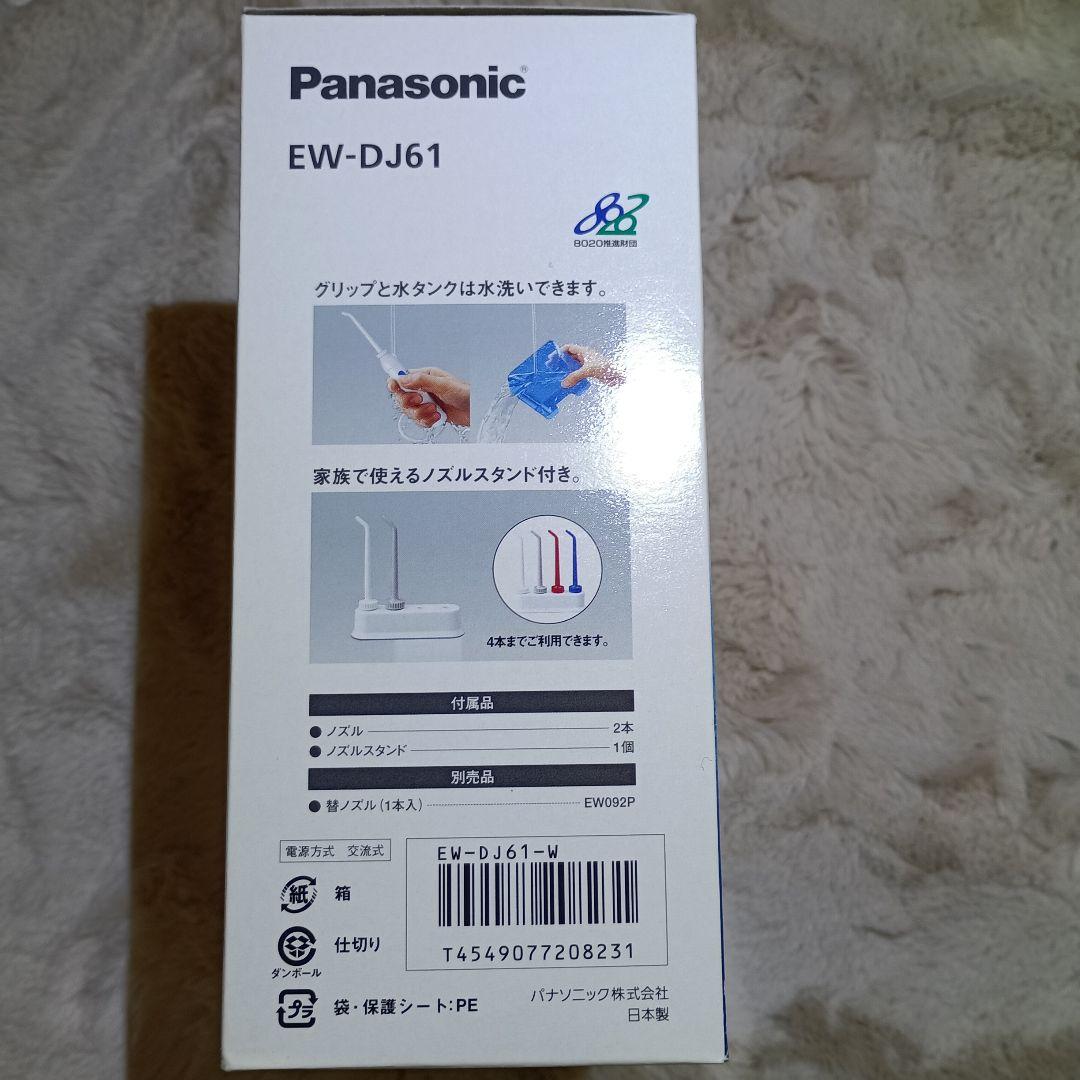 Panasonic®
EW-DJ61
8020推進財団
グリップと水タンクは水洗いできます。
家族で使えるノズルスタンド付き。
4本までご利用できます。
付属品
● ノズル 2本
● ノズルスタンド 1個
別売品
● 替ノズル(1本入) EW092P
電源方式 交流式
EW-DJ61-W
紙 箱
T4549077208231
仕切り
ダンボール
プラ 袋・保護シート:PE
パナソニック株式会社
日本製